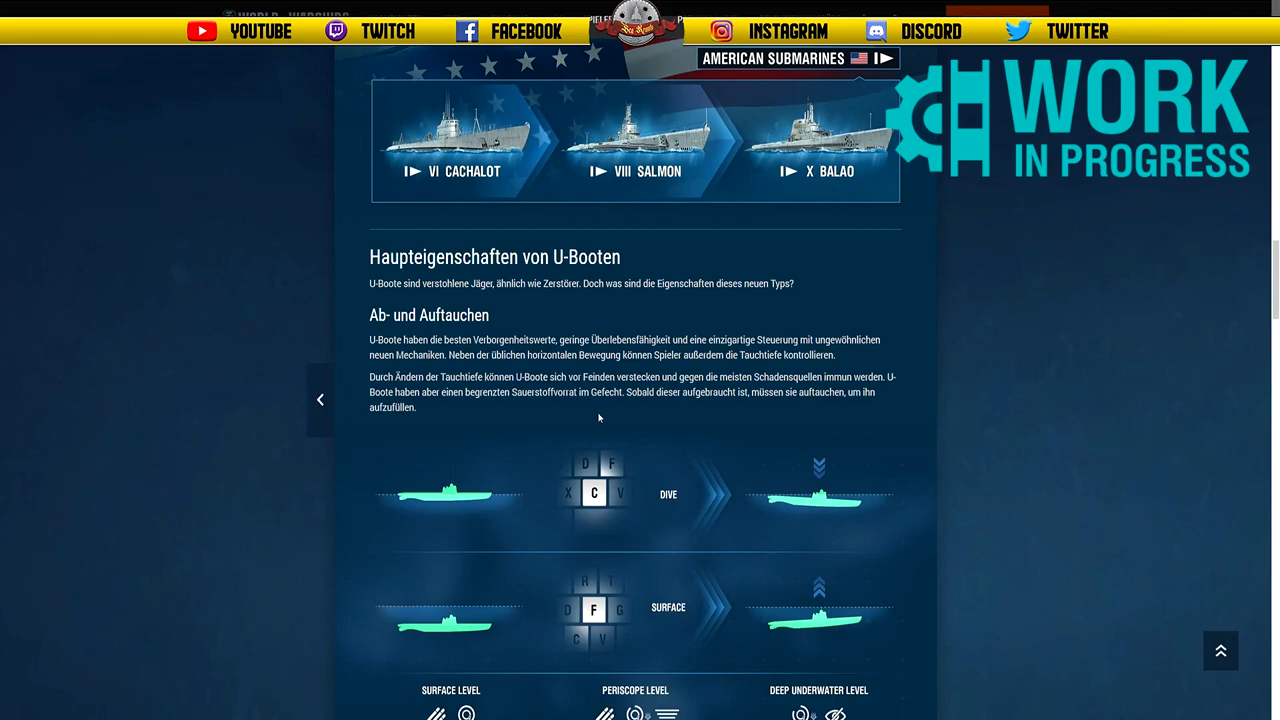 YOUTUBE
TWITCH
FACEBOOK
INSTAGRAM
DISCORD
TWITTER
AMERICAN SUBMARINES
WORK
IN PROGRESS
VI CACHALOT
VIII SALMON
X BALAO
Haupteigenschaften von U-Booten
U-Boote sind verstohlene Jäger, ähnlich wie Zerstörer. Doch was sind die Eigenschaften dieses neuen Typs?
Ab- und Auftauchen
U-Boote haben die besten Verborgenheitswerte, geringe Überlebensfähigkeit und eine einzigartige Steuerung mit ungewöhnlichen
neuen Mechaniken. Neben der üblichen horizontalen Bewegung können Spieler außerdem die Tauchtiefe kontrollieren.
Durch Ändern der Tauchtiefe können U-Boote sich vor Feinden verstecken und gegen die meisten Schadensquellen immun werden. U-
Boote haben aber einen begrenzten Sauerstoffvorrat im Gefecht. Sobald dieser aufgebraucht ist, müssen sie auftauchen, um ihn
aufzufüllen.
D F
X C V
DIVE
R T
D F G
SURFACE
C V
SURFACE LEVEL
PERISCOPE LEVEL
DEEP UNDERWATER LEVEL